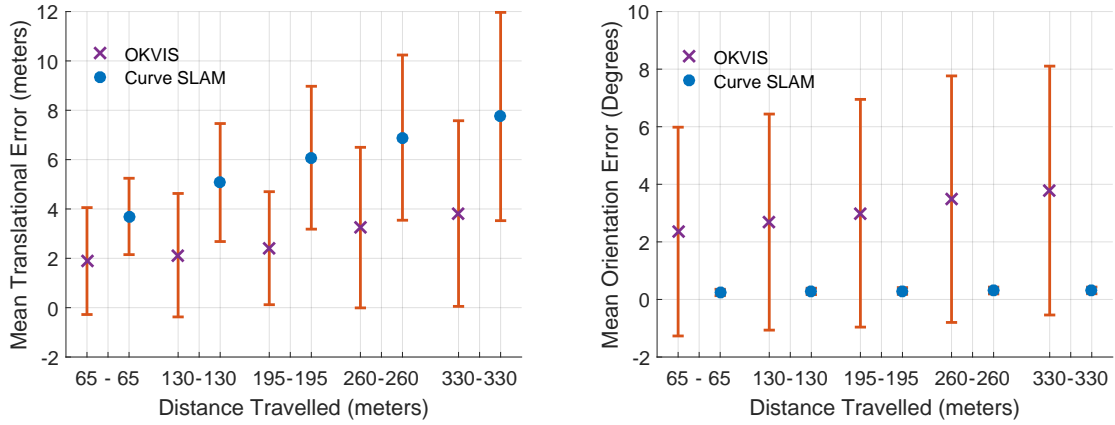 Mean Translational Error (meters)
12
10
8
6
4
2
0
-2
OKVIS
Curve SLAM
65 - 65
130-130
195-195
260-260
330-330
Distance Travelled (meters)
Mean Orientation Error (Degrees)
10
8
6
4
2
0
-2
OKVIS
Curve SLAM
65 - 65
130-130
195-195
260-260
330-330
Distance Travelled (meters)